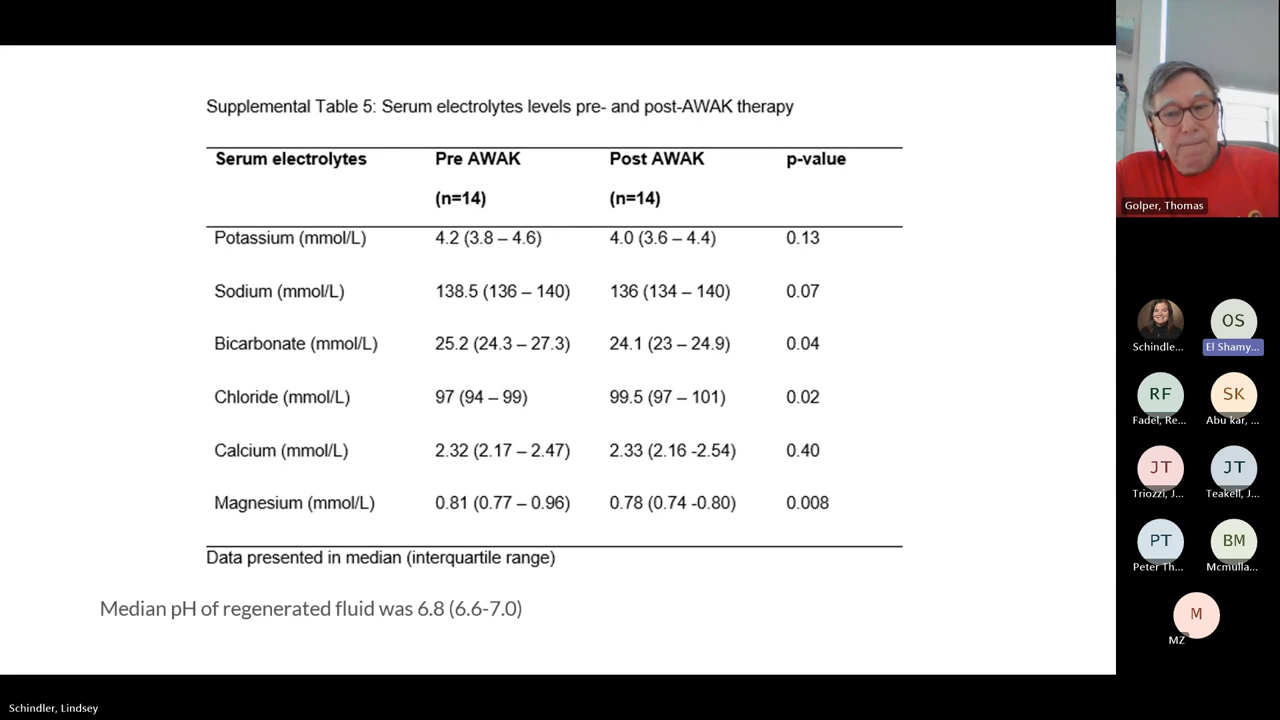 Supplemental Table 5: Serum electrolytes levels pre- and post-AWAK therapy
Serum electrolytes Pre AWAK Post AWAK p-value
(n=14) (n=14)
Potassium (mmol/L) 4.2 (3.8 – 4.6) 4.0 (3.6 – 4.4) 0.13
Sodium (mmol/L) 138.5 (136 – 140) 136 (134 – 140) 0.07
Bicarbonate (mmol/L) 25.2 (24.3 – 27.3) 24.1 (23 – 24.9) 0.04
Chloride (mmol/L) 97 (94 – 99) 99.5 (97 – 101) 0.02
Calcium (mmol/L) 2.32 (2.17 – 2.47) 2.33 (2.16 -2.54) 0.40
Magnesium (mmol/L) 0.81 (0.77 – 0.96) 0.78 (0.74 -0.80) 0.008
Data presented in median (interquartile range)
Median pH of regenerated fluid was 6.8 (6.6-7.0)
Golper, Thomas
Schindle...
OS
El Shamy...
RF
Fadel, Re...
SK
Abu kar, ...
JT
Triozzi, J...
JT
Teakell, J...
PT
Peter Th...
BM
Mcmulla...
M
MZ
Schindler, Lindsey